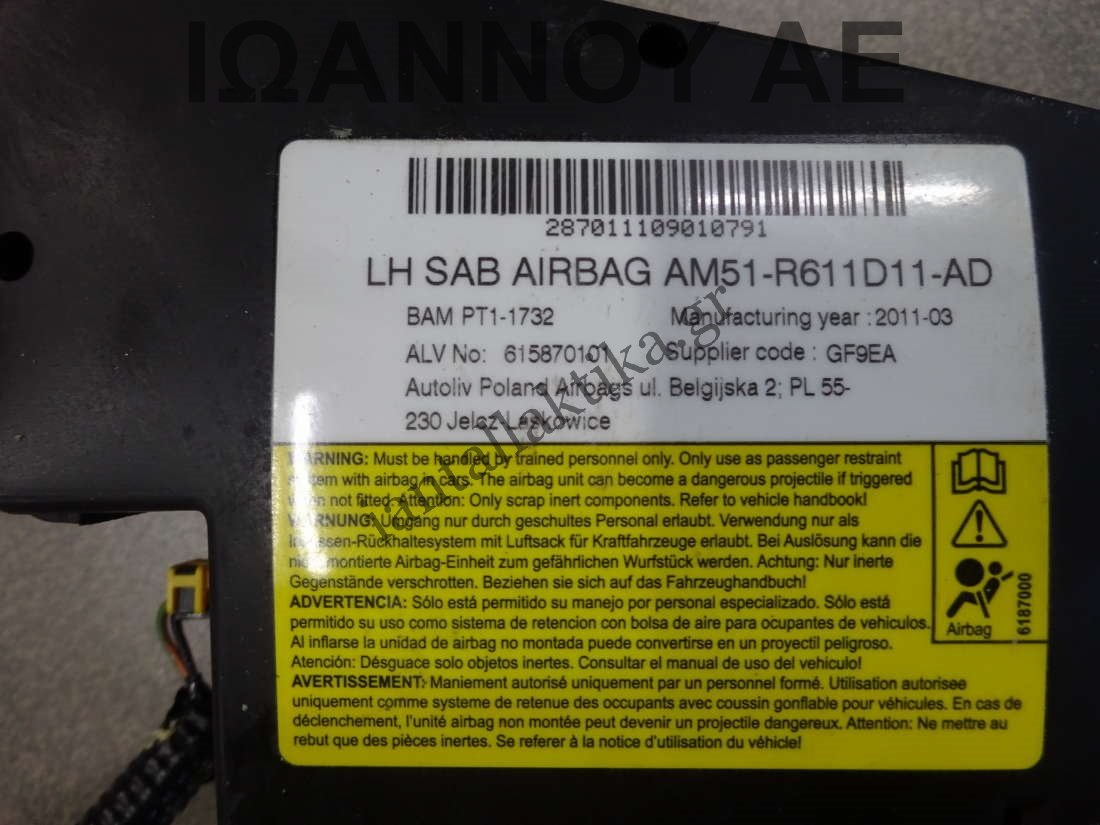 ΙΩΑΝΝΟΥ ΑΕ
287011109010791
LH SAB AIRBAG AM51-R611D11-AD
BAM PT1-1732 Manufacturing year : 2011-03
ALV No: 615870101 Supplier code : GF9EA
Autoliv Poland Airbags ul. Belgijska 2; PL 55-
230 Jelcz-Laskowice
iantallaktika.gr
WARNING: Must be handled by trained personnel only. Only use as passenger restraint
system with airbag in cars. The airbag unit can become a dangerous projectile if triggered
when not fitted. Attention: Only scrap inert components. Refer to vehicle handbook!
WARNUNG: Umgang nur durch geschultes Personal erlaubt. Verwendung nur als
Insassen-Rückhaltesystem mit Luftsack für Kraftfahrzeuge erlaubt. Bei Auslösung kann die
nicht montierte Airbag-Einheit zum gefährlichen Wurfstück werden. Achtung: Nur inerte
Gegenstände verschrotten. Beziehen sie sich auf das Fahrzeughandbuch!
ADVERTENCIA: Sólo está permitido su manejo por personal especializado. Sólo está
permitido su uso como sistema de retencion con bolsa de aire para ocupantes de vehiculos.
Al inflarse la unidad de airbag no montada puede convertirse en un proyectil peligroso.
Atención: Désguace solo objetos inertes. Consultar el manual de uso del vehiculo!
AVERTISSEMENT: Maniement autorisé uniquement par un personnel formé. Utilisation autorisee
uniquement comme systeme de retenue des occupants avec coussin gonflable pour véhicules. En cas de
déclenchement, l'unité airbag non montée peut devenir un projectile dangereux. Attention: Ne mettre au
rebut que des pièces inertes. Se referer à la notice d'utilisation du véhicle!
Airbag
6187000